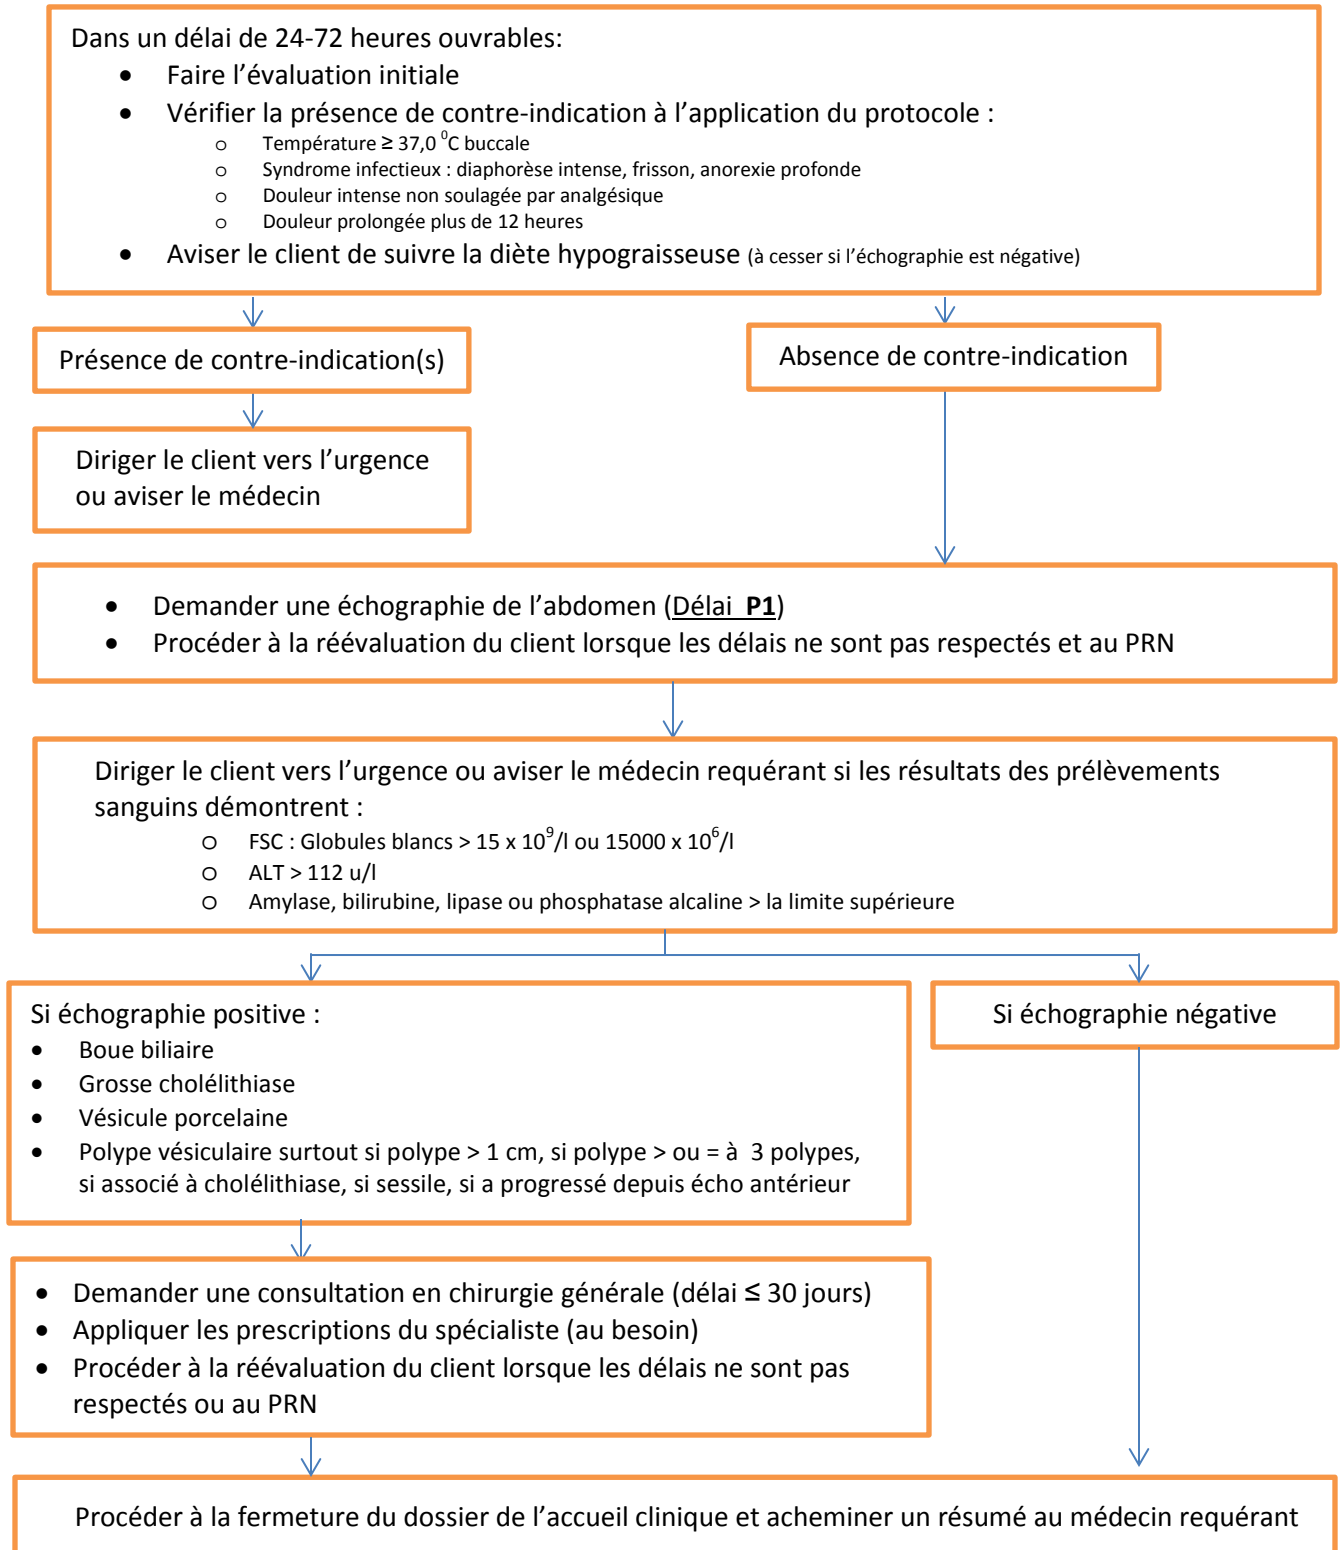 Dans un délai de 24-72 heures ouvrables:
• Faire l’évaluation initiale
• Vérifier la présence de contre-indication à l’application du protocole :
o Température ≥ 37,0 ⁰C buccale
o Syndrome infectieux : diaphorèse intense, frisson, anorexie profonde
o Douleur intense non soulagée par analgésique
o Douleur prolongée plus de 12 heures
• Aviser le client de suivre la diète hypograisseuse (à cesser si l’échographie est négative)
Présence de contre-indication(s)
Absence de contre-indication
Diriger le client vers l’urgence
ou aviser le médecin
• Demander une échographie de l’abdomen (Délai P1)
• Procéder à la réévaluation du client lorsque les délais ne sont pas respectés et au PRN
Diriger le client vers l’urgence ou aviser le médecin requérant si les résultats des prélèvements
sanguins démontrent :
o FSC : Globules blancs > 15 x 10⁹/l ou 15000 x 10⁶/l
o ALT > 112 u/l
o Amylase, bilirubine, lipase ou phosphatase alcaline > la limite supérieure
Si échographie positive :
• Boue biliaire
• Grosse cholélithiase
• Vésicule porcelaine
• Polype vésiculaire surtout si polype > 1 cm, si polype > ou = à 3 polypes,
si associé à cholélithiase, si sessile, si a progressé depuis écho antérieur
Si échographie négative
• Demander une consultation en chirurgie générale (délai ≤ 30 jours)
• Appliquer les prescriptions du spécialiste (au besoin)
• Procéder à la réévaluation du client lorsque les délais ne sont pas
respectés ou au PRN
Procéder à la fermeture du dossier de l’accueil clinique et acheminer un résumé au médecin requérant